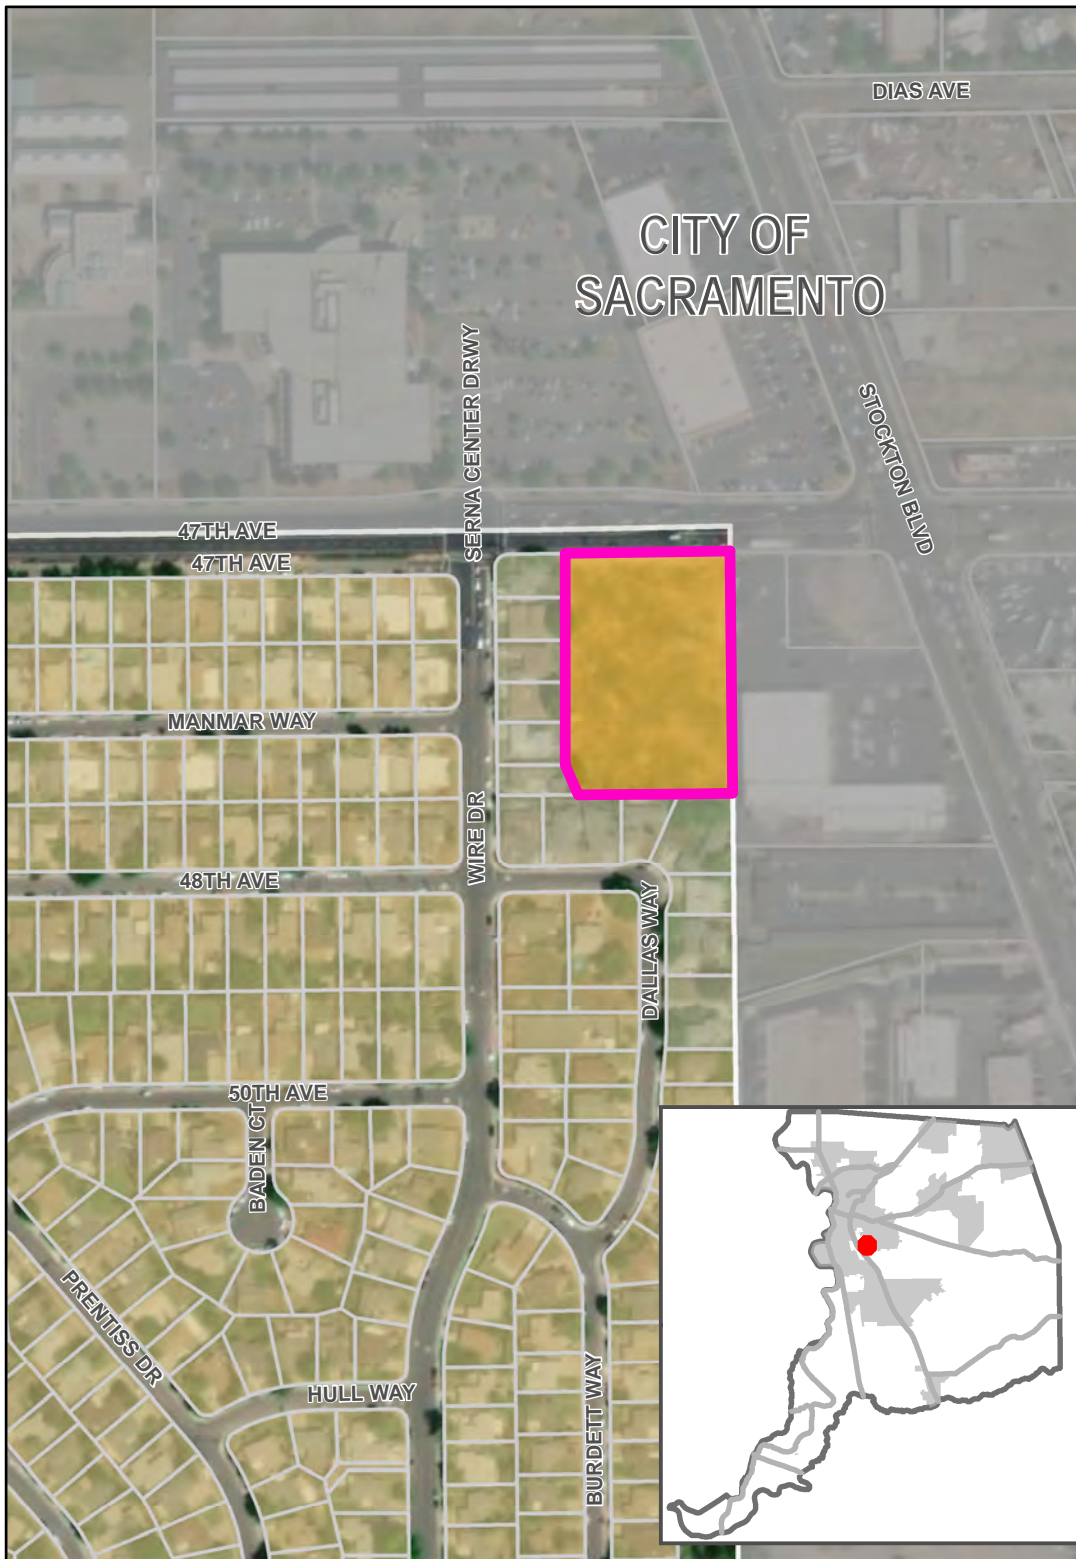 DIAS AVE
CITY OF
SACRAMENTO
SERNA CENTER DRWY
STOCKTON BLVD
47TH AVE
47TH AVE
MANMAR WAY
WIRE DR
48TH AVE
DALLAS WAY
50TH AVE
BADEN CT
PRENTISS DR
HULL WAY
BURDETT WAY